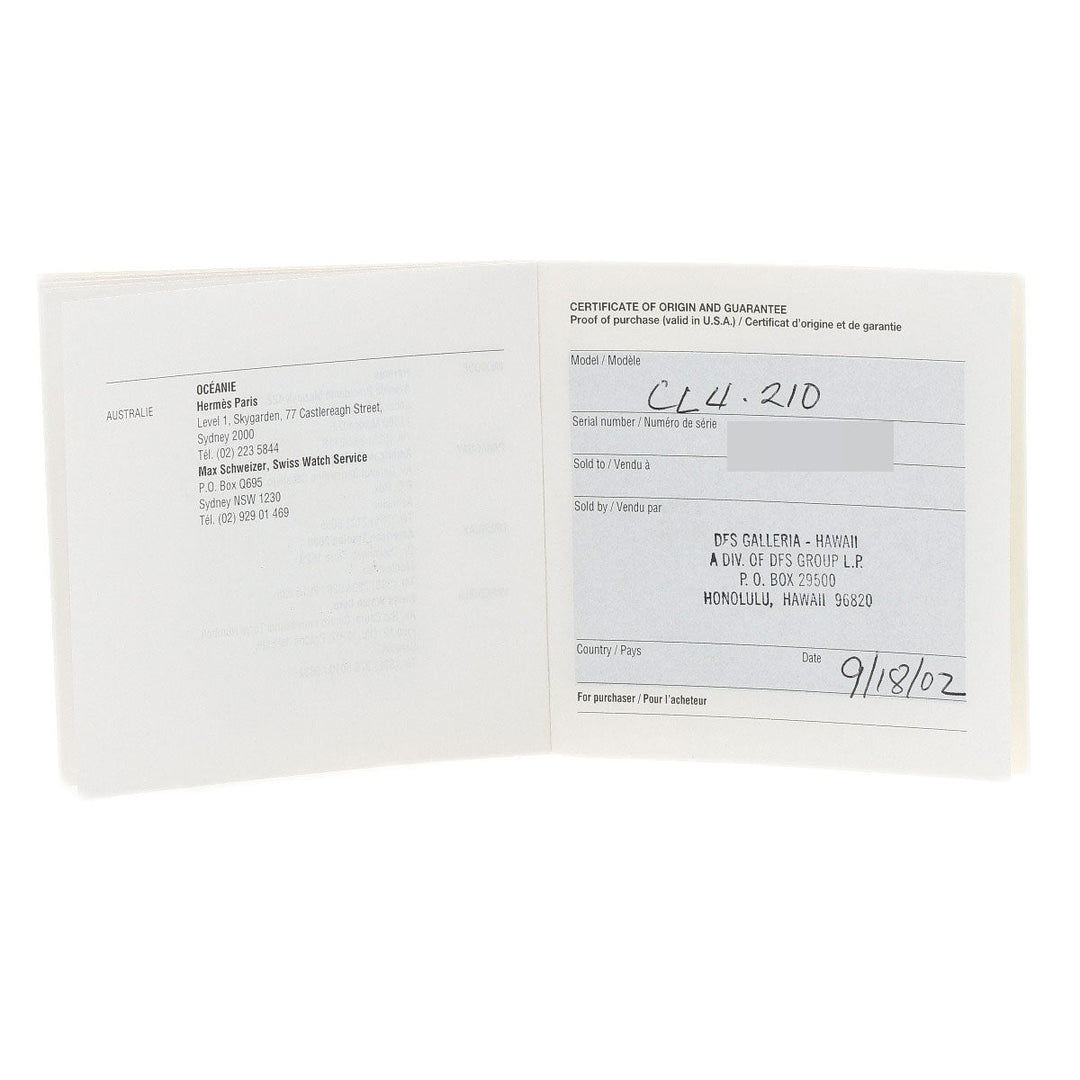 OCÉANIE
AUSTRALIE
Hermès Paris
Level 1, Skygarden, 77 Castlereagh Street,
Sydney 2000
Tél. (02) 223 5844
Max Schweizer, Swiss Watch Service
P.O. Box Q695
Sydney NSW 1230
Tél. (02) 929 01 469
CERTIFICATE OF ORIGIN AND GUARANTEE
Proof of purchase (valid in U.S.A.) / Certificat d'origine et de garantie
Model / Modèle
CL4.210
Serial number / Numéro de série
Sold to / Vendu à
Sold by / Vendu par
DFS GALLERIA - HAWAII
A DIV. OF DFS GROUP L.P.
P. O. BOX 29500
HONOLULU, HAWAII 96820
Country / Pays
Date 9/18/02
For purchaser / Pour l'acheteur